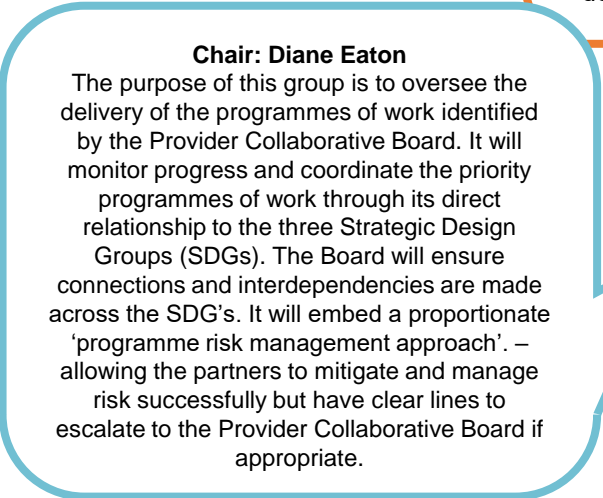 Chair: Diane Eaton
The purpose of this group is to oversee the
delivery of the programmes of work identified
by the Provider Collaborative Board. It will
monitor progress and coordinate the priority
programmes of work through its direct
relationship to the three Strategic Design
Groups (SDGs). The Board will ensure
connections and interdependencies are made
across the SDG's. It will embed a proportionate
‘programme risk management approach’. –
allowing the partners to mitigate and manage
risk successfully but have clear lines to
escalate to the Provider Collaborative Board if
appropriate.